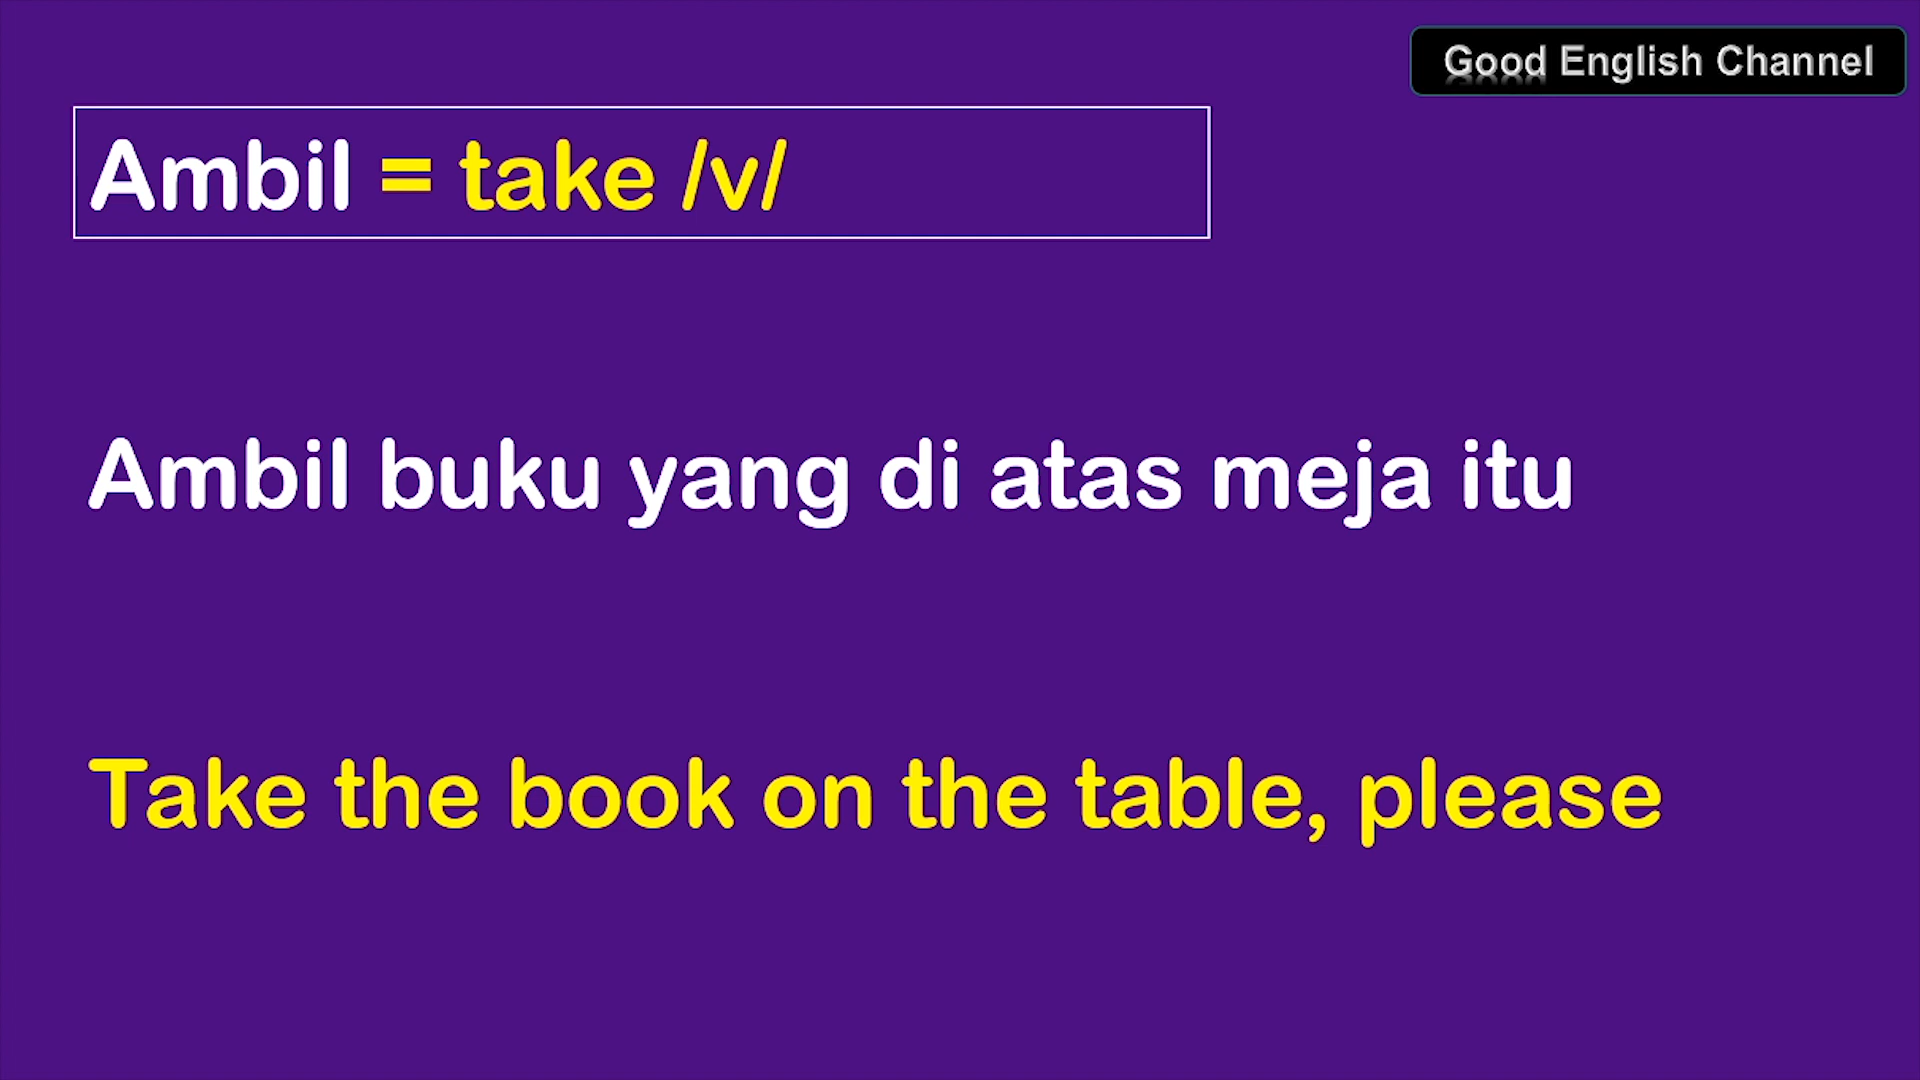 Good English Channel
Ambil = take /v/
Ambil buku yang di atas meja itu
Take the book on the table, please